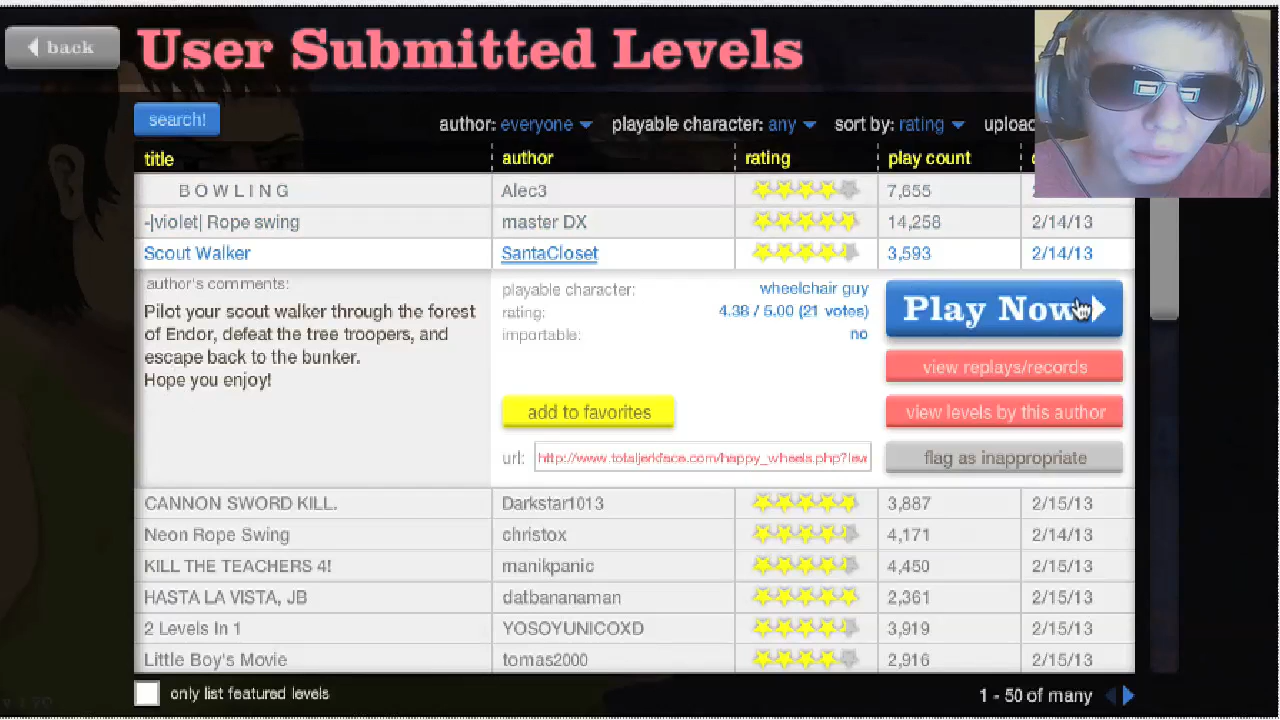 back
User Submitted Levels
search!
author: everyone playable character: any sort by: rating
title author rating play count
B O W L I N G Alec3 7,655
-|violet| Rope swing master DX 14,258 2/14/13
Scout Walker SantaCloset 3,593 2/14/13
author's comments:
Pilot your scout walker through the forest
of Endor, defeat the tree troopers, and
escape back to the bunker.
Hope you enjoy!
playable character: wheelchair guy
rating: 4.38 / 5.00 (21 votes)
importable: no
add to favorites
url: http://www.totaljerkface.com/happy_wheels.php?lev
Play Now
view replays/records
view levels by this author
flag as inappropriate
CANNON SWORD KILL. Darkstar1013 3,887 2/15/13
Neon Rope Swing christox 4,171 2/14/13
KILL THE TEACHERS 4! manikpanic 4,450 2/15/13
HASTA LA VISTA, JB datbananaman 2,361 2/15/13
2 Levels In 1 YOSOYUNICOXD 3,919 2/15/13
Little Boy's Movie tomas2000 2,916 2/15/13
only list featured levels
1 - 50 of many